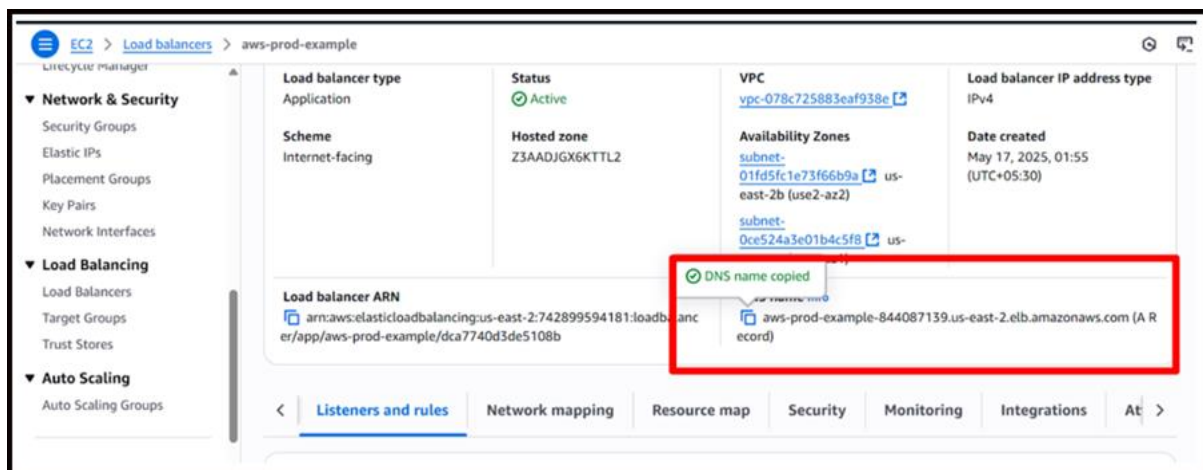 EC2 > Load balancers > aws-prod-example
Lifecycle Manager
Network & Security
Security Groups
Elastic IPs
Placement Groups
Key Pairs
Network Interfaces
Load Balancing
Load Balancers
Target Groups
Trust Stores
Auto Scaling
Auto Scaling Groups
Load balancer type
Application
Status
Active
VPC
vpc-078c725883eaf938e
Load balancer IP address type
IPv4
Scheme
Internet-facing
Hosted zone
Z3AADJGX6KTTL2
Availability Zones
subnet-
01fd5fc1e73f66b9a us-
east-2b (use2-az2)
subnet-
0ce524a3e01b4c5f8 us-
Date created
May 17, 2025, 01:55
(UTC+05:30)
DNS name copied
Load balancer ARN
arn:aws:elasticloadbalancing:us-east-2:742899594181:loadbalanc
er/app/aws-prod-example/dca7740d3de5108b
name Info
aws-prod-example-844087139.us-east-2.elb.amazonaws.com (A R
ecord)
Listeners and rules
Network mapping
Resource map
Security
Monitoring
Integrations
At